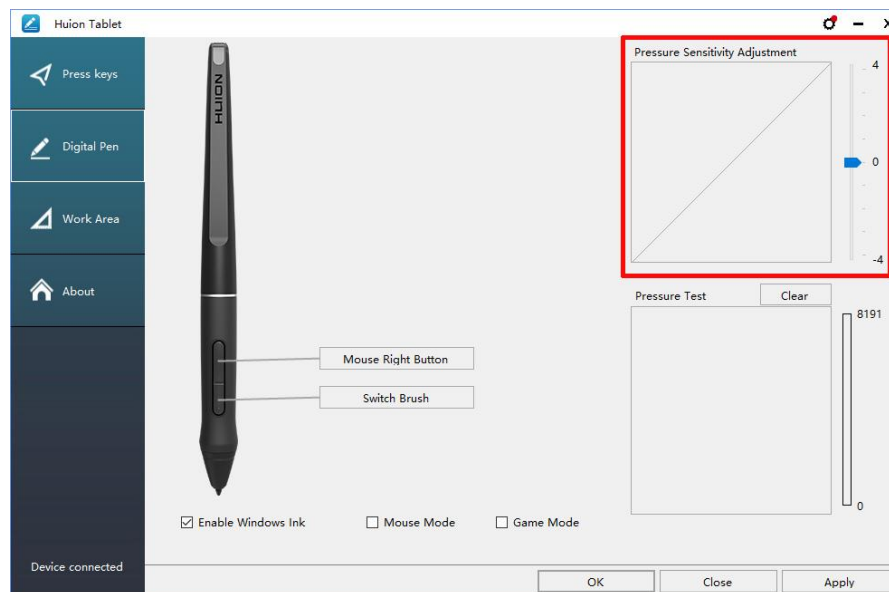 Huion Tablet
Press keys
Digital Pen
Work Area
About
Device connected
HUION
Mouse Right Button
Switch Brush
Enable Windows Ink
Mouse Mode
Game Mode
Pressure Sensitivity Adjustment
4
0
-4
Pressure Test
Clear
8191
0
OK
Close
Apply